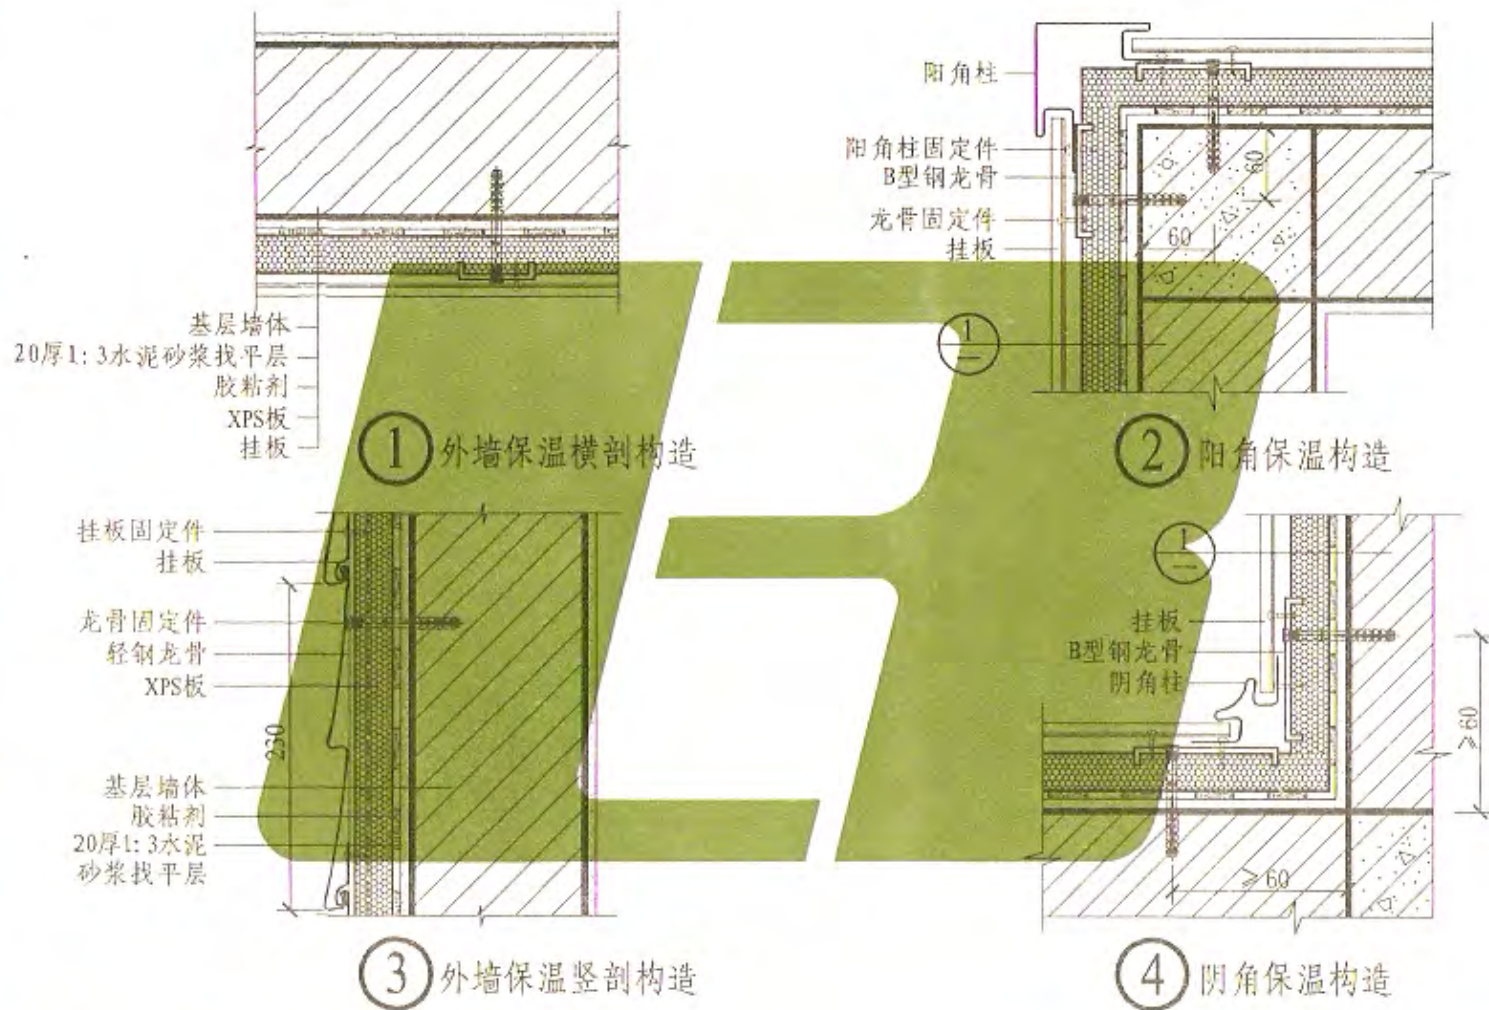 基层墙体
20厚1:3水泥砂浆找平层
胶粘剂
XPS板
挂板
1 外墙保温横剖构造
阳角柱
阳角柱固定件
B型钢龙骨
龙骨固定件
挂板
60
60
1
—
2 阳角保温构造
挂板固定件
挂板
龙骨固定件
轻钢龙骨
XPS板
230
基层墙体
胶粘剂
20厚1:3水泥
砂浆找平层
3 外墙保温竖剖构造
1
—
挂板
B型钢龙骨
阴角柱
≥60
≥60
4 阴角保温构造